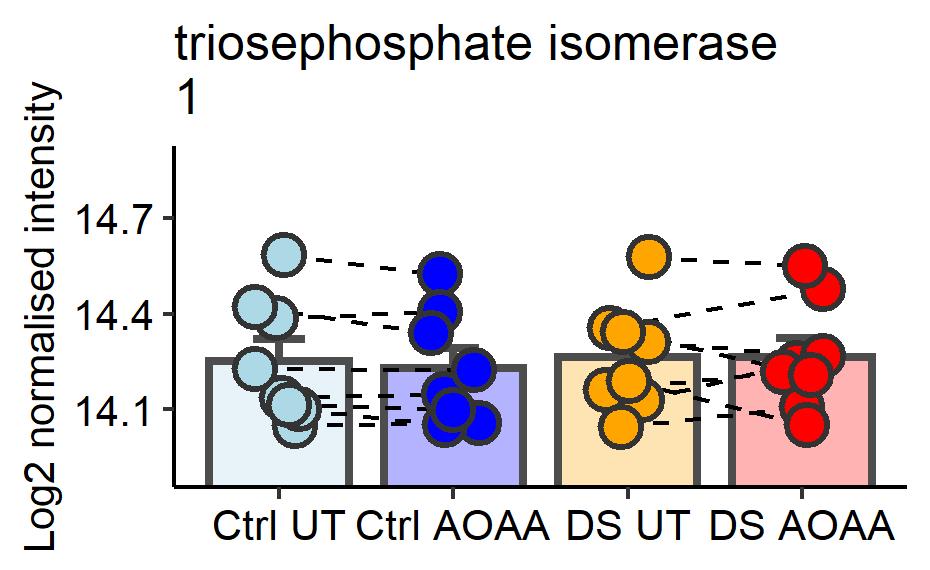 triosephosphate isomerase
1
Log2 normalised intensity
14.7
14.4
14.1
Ctrl UT Ctrl AOAA DS UT DS AOAA